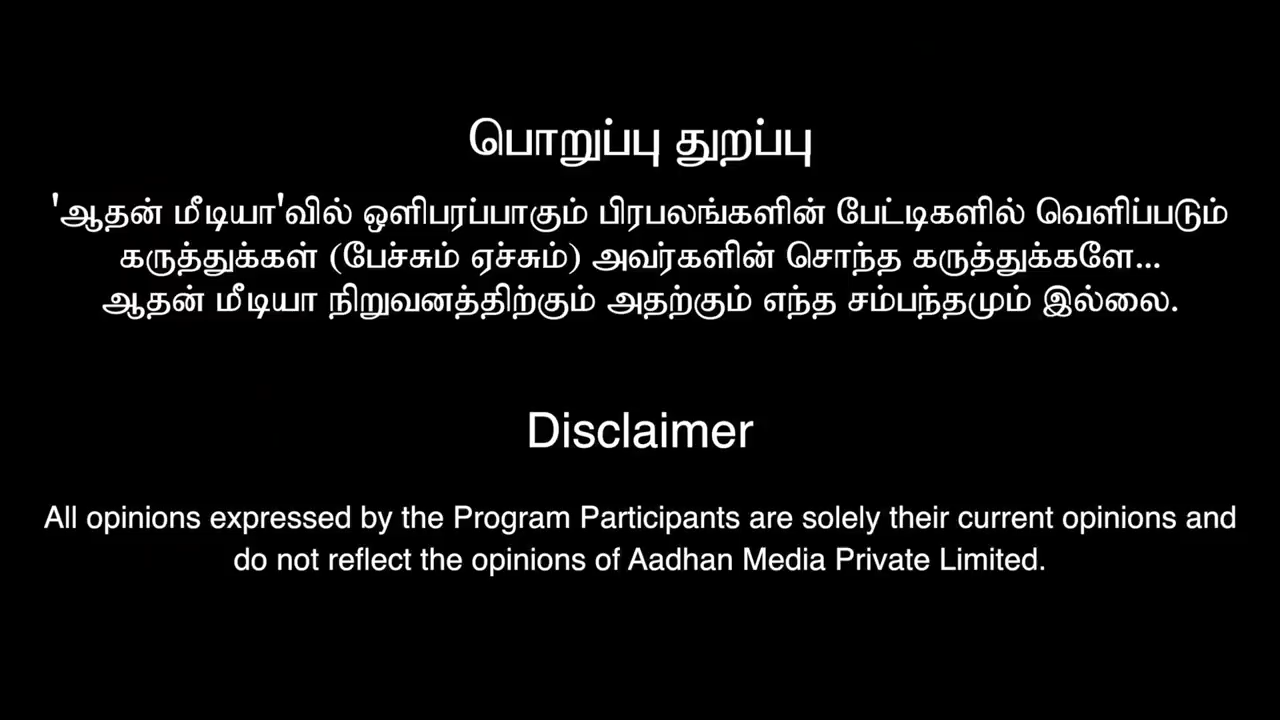 பொறுப்பு துறப்பு
'ஆதன் மீடியா'வில் ஒளிபரப்பாகும் பிரபலங்களின் பேட்டிகளில் வெளிப்படும்
கருத்துக்கள் (பேச்சும் ஏச்சும்) அவர்களின் சொந்த கருத்துக்களே...
ஆதன் மீடியா நிறுவனத்திற்கும் அதற்கும் எந்த சம்பந்தமும் இல்லை.
Disclaimer
All opinions expressed by the Program Participants are solely their current opinions and
do not reflect the opinions of Aadhan Media Private Limited.